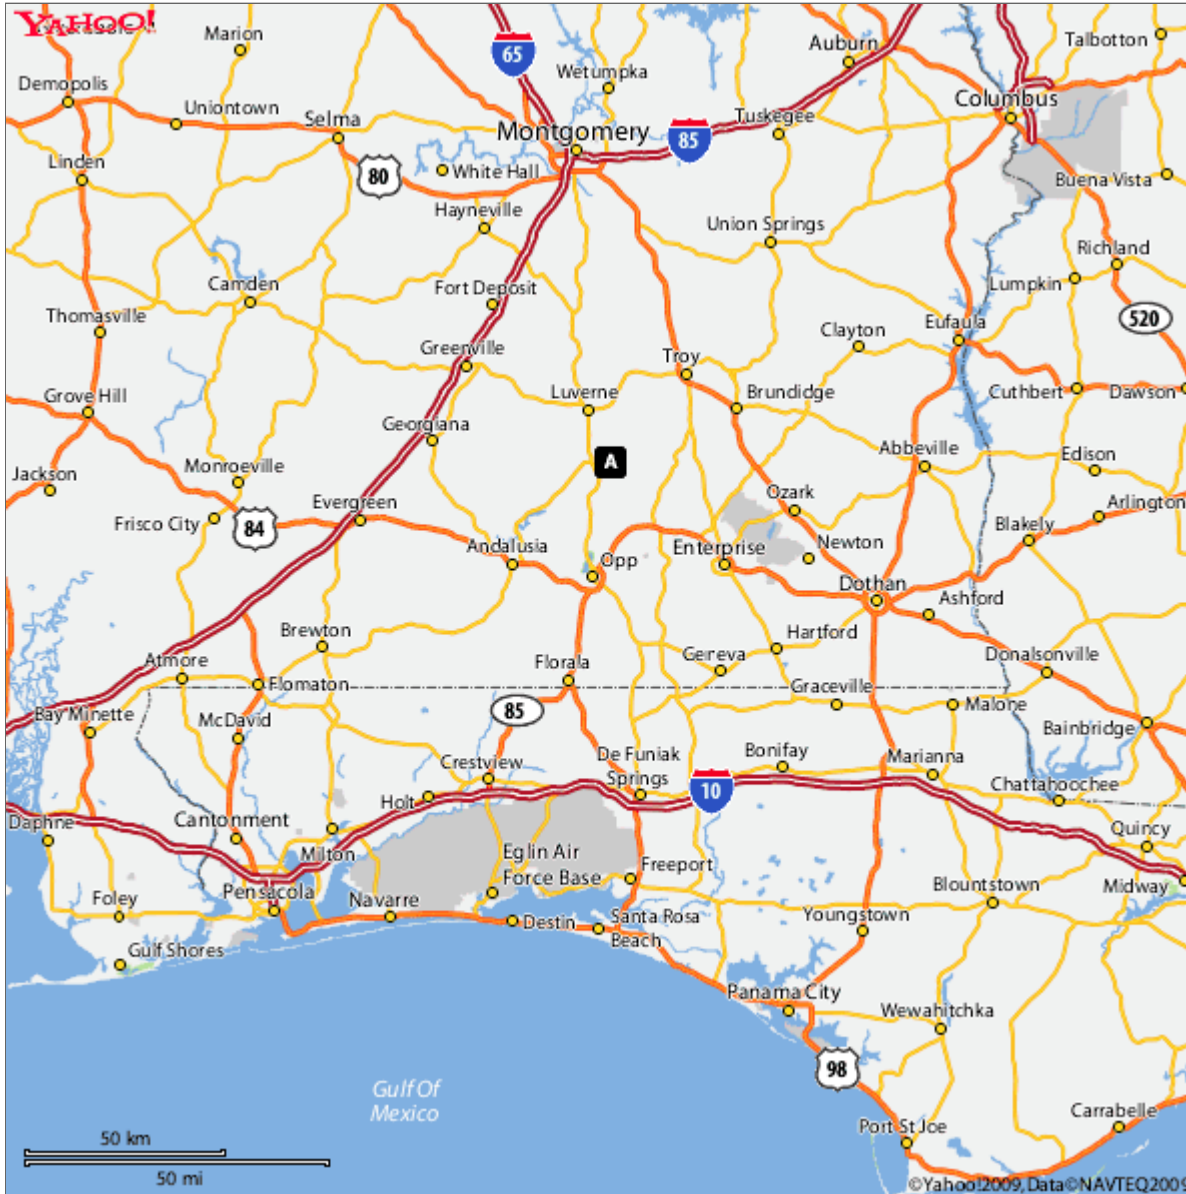 YAHOO!
Marion
65
Auburn
Talbotton
Demopolis
Wetumpka
Uniontown
Selma
Montgomery
85
Tuskegee
Columbus
Linden
80
White Hall
Buena Vista
Hayneville
Union Springs
Richland
Camden
Fort Deposit
Lumpkin
Thomasville
Clayton
Eufaula
520
Greenville
Troy
Grove Hill
Luverne
Brundidge
Cuthbert
Dawson
Georgiana
Abbeville
Jackson
Monroeville
A
Edison
Evergreen
Ozark
Arlington
Frisco City
84
Blakely
Andalusia
Opp
Enterprise
Newton
Dothan
Ashford
Brewton
Hartford
Atmore
Florala
Geneva
Donalsonville
Flomaton
Graceville
Bay Minette
McDavid
85
Malone
Bainbridge
Crestview
De Funiak
Springs
Bonifay
Marianna
Holt
10
Chattahoochee
Daphne
Cantonment
Quincy
Milton
Eglin Air
Force Base
Freeport
Foley
Pensacola
Navarre
Blountstown
Midway
Destin
Santa Rosa
Beach
Youngstown
Gulf Shores
Panama City
Wewahitchka
98
Gulf Of
Mexico
Carrabelle
50 km
Port St Joe
50 mi
©Yahoo!2009, Data©NAVTEQ2009